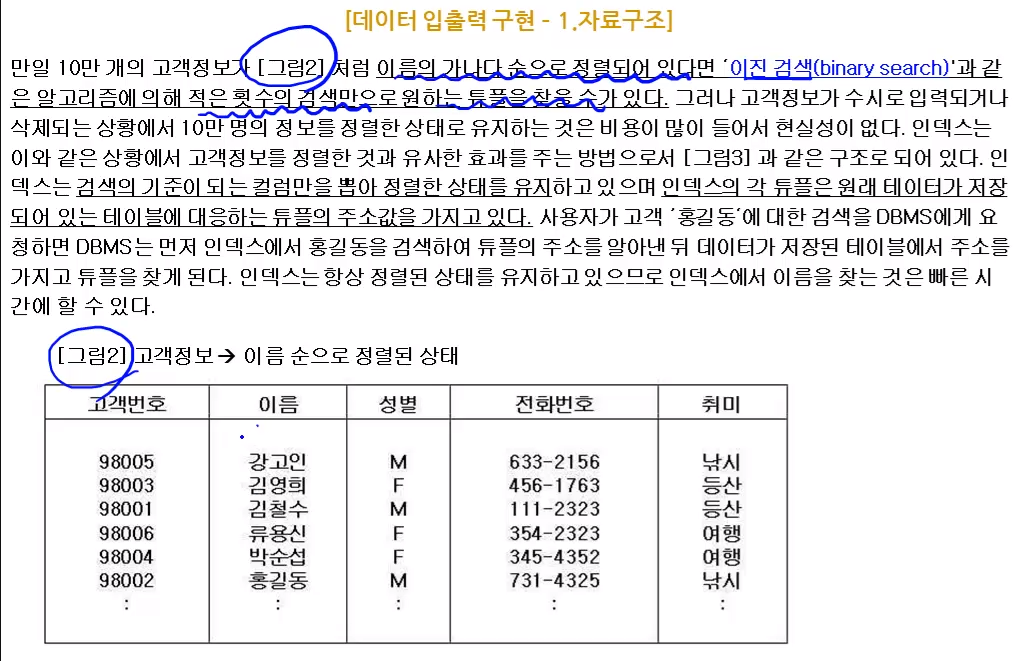 [데이터 입출력 구현 - 1.자료구조]
만일 10만 개의 고객정보가 [그림2] 처럼 이름의 가나다 순으로 정렬되어 있다면 ‘이진 검색(binary search)'과 같
은 알고리즘에 의해 적은 횟수의 검색만으로 원하는 튜플을 찾을 수가 있다. 그러나 고객정보가 수시로 입력되거나
삭제되는 상황에서 10만 명의 정보를 정렬한 상태로 유지하는 것은 비용이 많이 들어서 현실성이 없다. 인덱스는
이와 같은 상황에서 고객정보를 정렬한 것과 유사한 효과를 주는 방법으로서 [그림3] 과 같은 구조로 되어 있다. 인
덱스는 검색의 기준이 되는 컬럼만을 뽑아 정렬한 상태를 유지하고 있으며 인덱스의 각 튜플은 원래 테이터가 저장
되어 있는 테이블에 대응하는 튜플의 주소값을 가지고 있다. 사용자가 고객 ‘홍길동’에 대한 검색을 DBMS에게 요
청하면 DBMS는 먼저 인덱스에서 홍길동을 검색하여 튜플의 주소를 알아낸 뒤 데이터가 저장된 테이블에서 주소를
가지고 튜플을 찾게 된다. 인덱스는 항상 정렬된 상태를 유지하고 있으므로 인덱스에서 이름을 찾는 것은 빠른 시
간에 할 수 있다.
[그림2] 고객정보 → 이름 순으로 정렬된 상태
고객번호 이름 성별 전화번호 취미
98005 강고인 M 633-2156 낚시
98003 김영희 F 456-1763 등산
98001 김철수 M 111-2323 등산
98006 류용신 F 354-2323 여행
98004 박순섭 F 345-4352 여행
98002 홍길동 M 731-4325 낚시
: : : : :